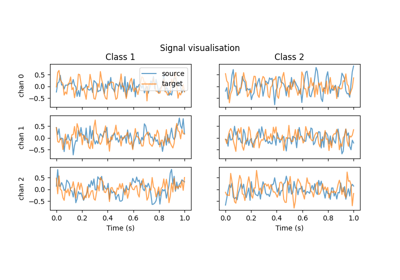 Signal visualisation
Class 1
Class 2
source
target
chan 0
0.5
0.0
−0.5
chan 1
0.5
0.0
−0.5
chan 2
0.5
0.0
−0.5
0.0 0.2 0.4 0.6 0.8 1.0
0.0 0.2 0.4 0.6 0.8 1.0
Time (s)
Time (s)